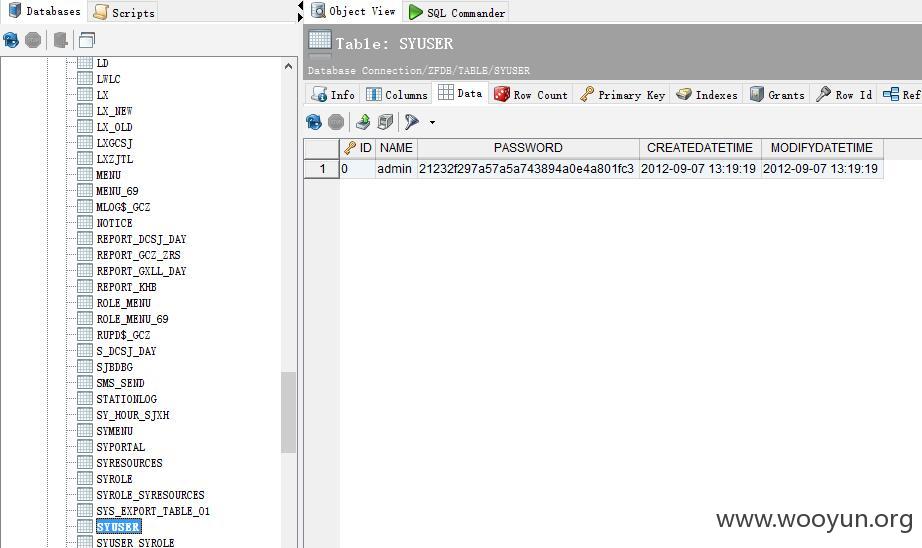 Databases Scripts
LD
LWLC
LX
LX_NEW
LX_OLD
LXGCSJ
LXZJTL
MENU
MENU_69
MLOG$_GCZ
NOTICE
REPORT_DCSJ_DAY
REPORT_GCZ_ZRS
REPORT_GXLL_DAY
REPORT_KHB
ROLE_MENU
ROLE_MENU_69
RUPD$_GCZ
S_DCSJ_DAY
SJBDBG
SMS_SEND
STATIONLOG
SY_HOUR_SJXH
SYMENU
SYPORTAL
SYRESOURCES
SYROLE
SYROLE_SYRESOURCES
SYS_EXPORT_TABLE_01
SYUSER
SYUSER_SYROLE
Object View SQL Commander
Table: SYUSER
Database Connection/ZFDB/TABLE/SYUSER
Info Columns Data Row Count Primary Key Indexes Grants Row Id Ref
ID NAME PASSWORD CREATEDATETIME MODIFYDATETIME
1 0 admin 21232f297a57a5a743894a0e4a801fc3 2012-09-07 13:19:19 2012-09-07 13:19:19
www.wooyun.org